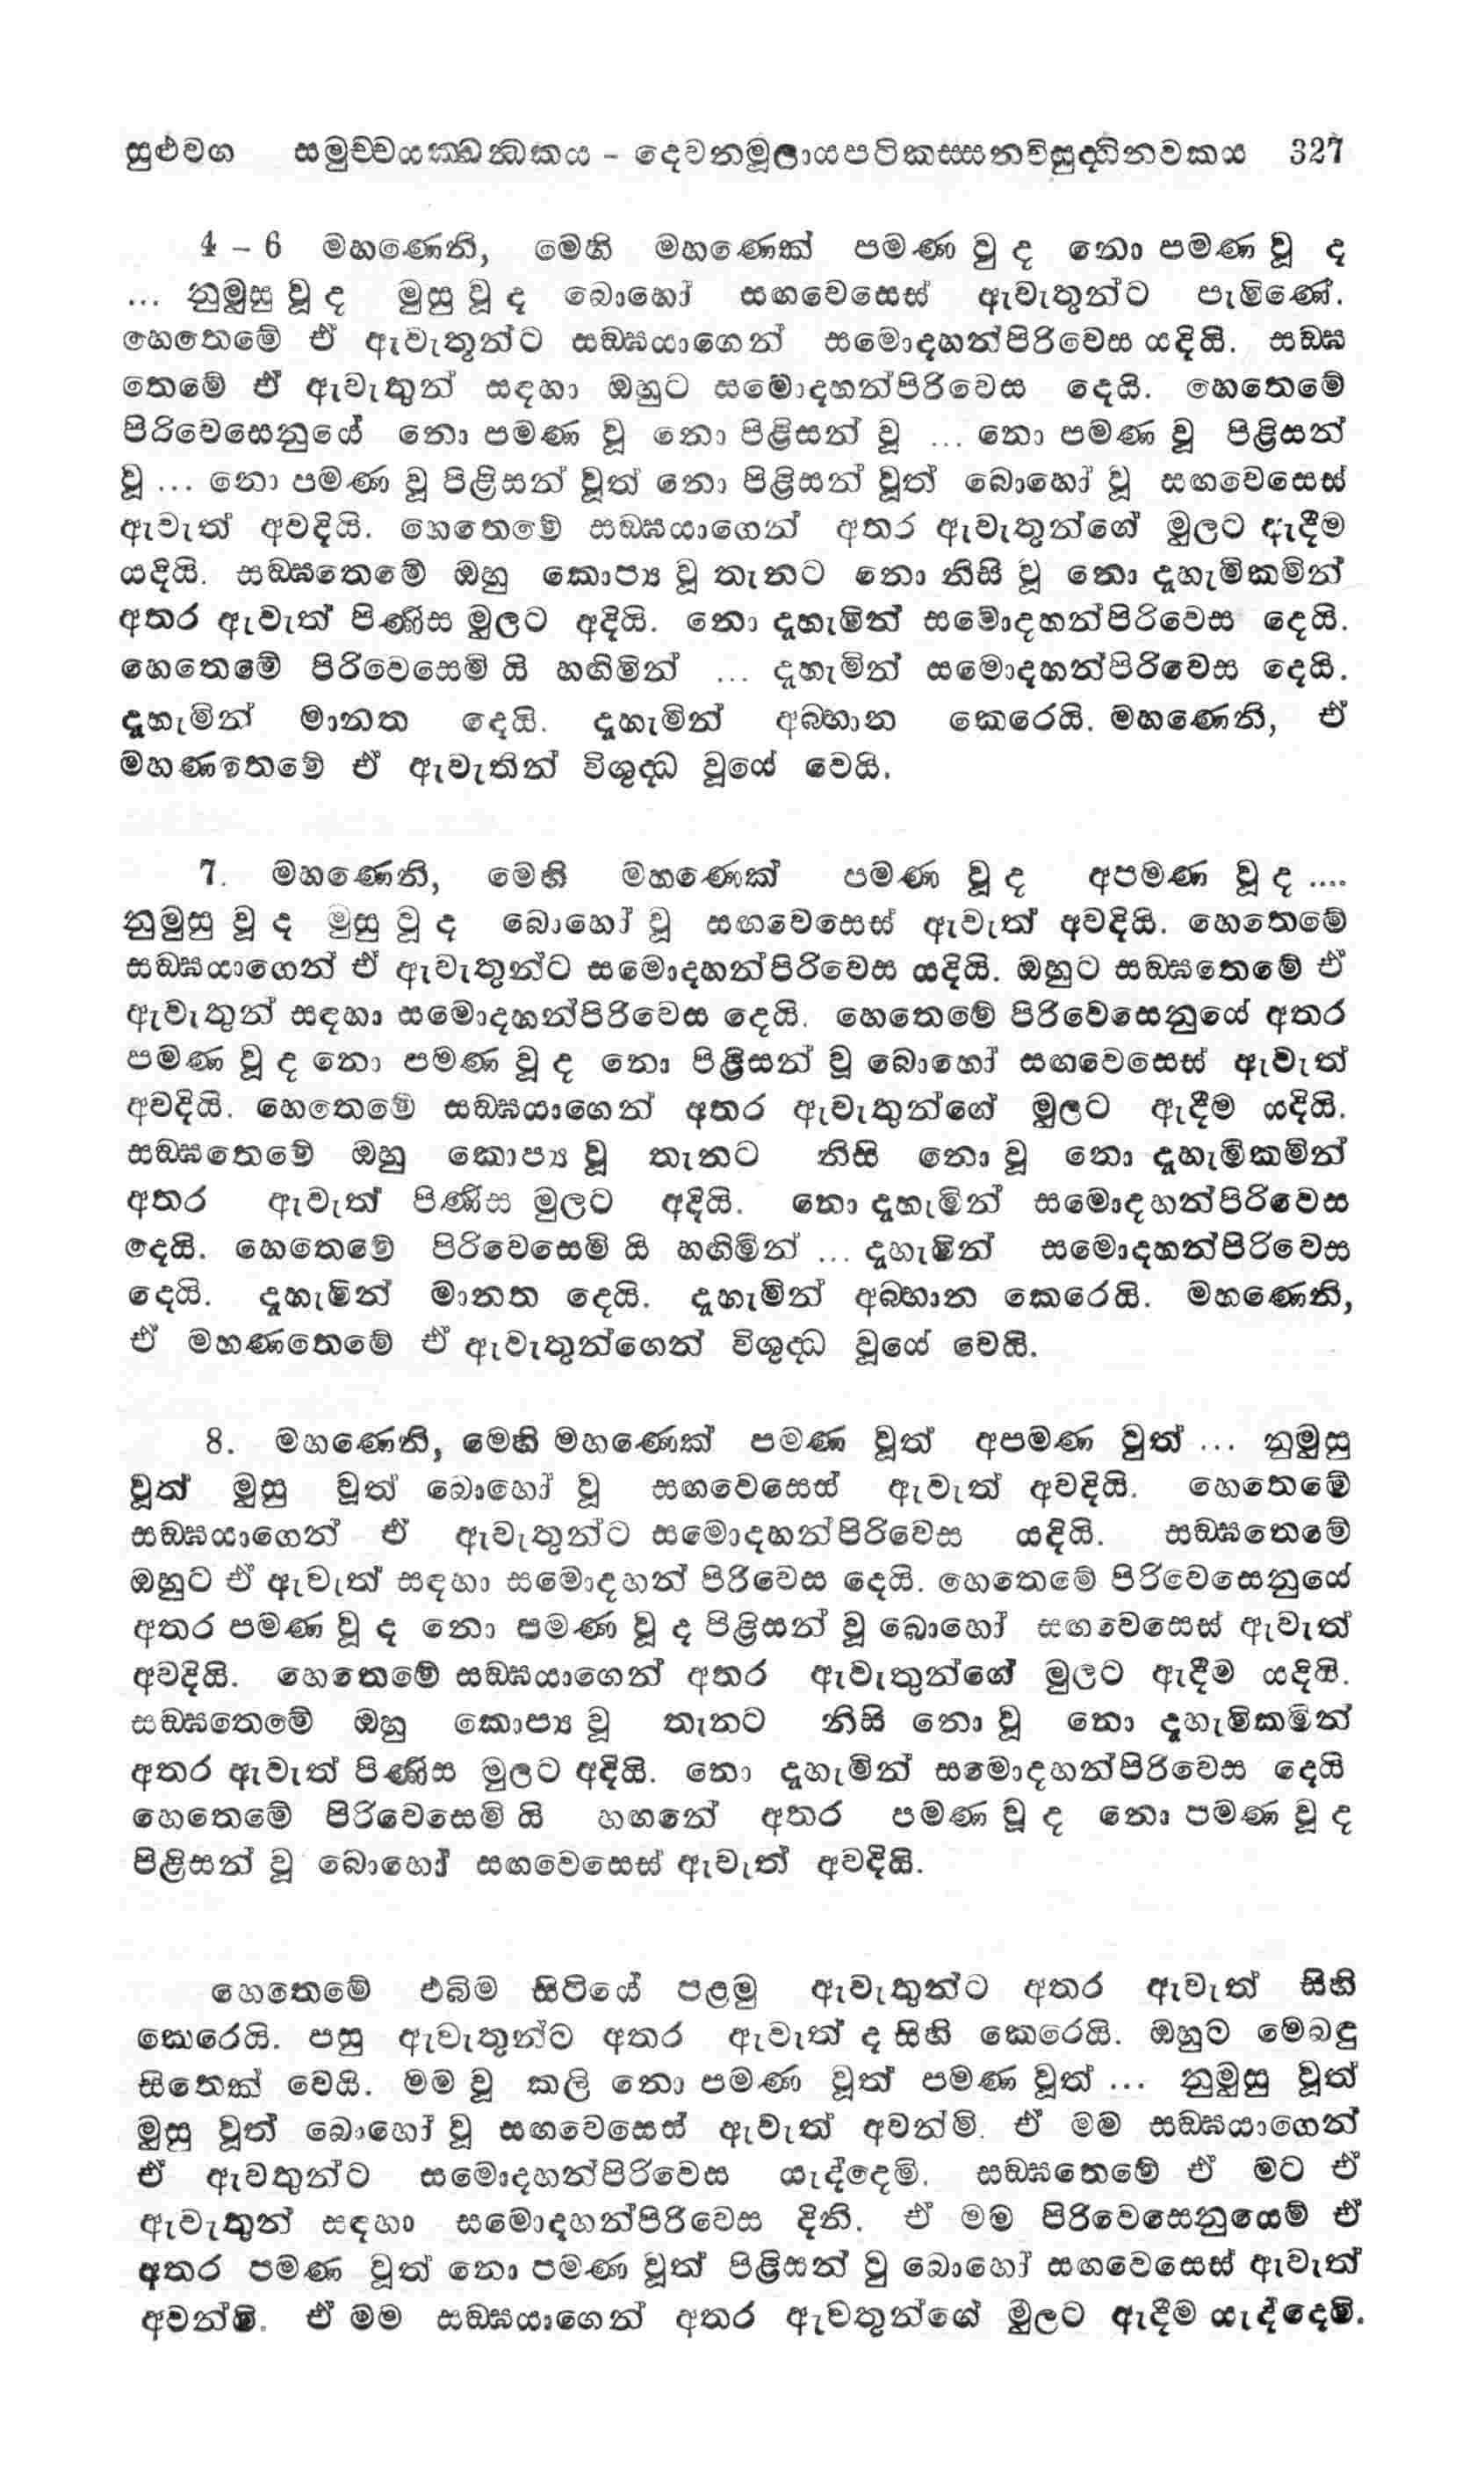 සුළුවග සමුච්චයක්ඛන්ධකය - දෙවනමූලායපටිකස්සනවිසුද්ධිනවකය 327
4 - 6 මහණෙනි, මෙහි මහණෙක් පමණ වූ ද නො පමණ වූ ද
... නුමුසු වූ ද මුසු වූ ද බොහෝ සඟවෙසෙස් ඇවැතුන්ට පැමිණේ.
හෙතෙමේ ඒ ඇවැතුන්ට සඞ්ඝයාගෙන් සමොදහන්පිරිවෙස යදියි. සඞ්ඝ
තෙමේ ඒ ඇවැතුන් සඳහා ඔහුට සමොදහන්පිරිවෙස දෙයි. හෙතෙමේ
පිරිවෙසෙනුයේ නො පමණ වූ නො පිළිසන් වූ ... නො පමණ වූ පිළිසන්
වූ ... නො පමණ වූ පිළිසන් වූත් නො පිළිසන් වූත් බොහෝ වූ සඟවෙසෙස්
ඇවැත් අවදියි. හෙතෙමේ සඞ්ඝයාගෙන් අතර ඇවැතුන්ගේ මුලට ඇදීම
යදියි. සඞ්ඝතෙමේ ඔහු කොප්‍ය වූ තැනට නො නිසි වූ නො දැහැමිකමින්
අතර ඇවැත් පිණිස මුලට අදියි. නො දැහැමින් සමොදහන්පිරිවෙස දෙයි.
හෙතෙමේ පිරිවෙසෙමි යි හඟිමින් ... දැහැමින් සමොදහන්පිරිවෙස දෙයි.
දැහැමින් මානත දෙයි. දැහැමින් අබ්භාන කෙරෙයි. මහණෙනි, ඒ
මහණතෙමේ ඒ ඇවැතින් විශුද්ධ වූයේ වෙයි.
7. මහණෙනි, මෙහි මහණෙක් පමණ වූ ද අපමණ වූ ද ....
නුමුසු වූ ද මුසු වූ ද බොහෝ වූ සඟවෙසෙස් ඇවැත් අවදියි. හෙතෙමේ
සඞ්ඝයාගෙන් ඒ ඇවැතුන්ට සමොදහන්පිරිවෙස යදියි. ඔහුට සඞ්ඝතෙමේ ඒ
ඇවැතුන් සඳහා සමොදහන්පිරිවෙස දෙයි. හෙතෙමේ පිරිවෙසෙනුයේ අතර
පමණ වූ ද නො පමණ වූ ද නො පිළිසන් වූ බොහෝ සඟවෙසෙස් ඇවැත්
අවදියි. හෙතෙමේ සඞ්ඝයාගෙන් අතර ඇවැතුන්ගේ මුලට ඇදීම යදියි.
සඞ්ඝතෙමේ ඔහු කොප්‍ය වූ තැනට නිසි නො වූ නො දැහැමිකමින්
අතර ඇවැත් පිණිස මුලට අදියි. නො දැහැමින් සමොදහන්පිරිවෙස
දෙයි. හෙතෙමේ පිරිවෙසෙමි යි හඟිමින් ... දැහැමින් සමොදහන්පිරිවෙස
දෙයි. දැහැමින් මානත දෙයි. දැහැමින් අබ්භාන කෙරෙයි. මහණෙනි,
ඒ මහණතෙමේ ඒ ඇවැතුන්ගෙන් විශුද්ධ වූයේ වෙයි.
8. මහණෙනි, මෙහි මහණෙක් පමණ වූත් අපමණ වූත් ... නුමුසු
වූත් මුසු වූත් බොහෝ වූ සඟවෙසෙස් ඇවැත් අවදියි. හෙතෙමේ
සඞ්ඝයාගෙන් ඒ ඇවැතුන්ට සමොදහන්පිරිවෙස යදියි. සඞ්ඝතෙමේ
ඔහුට ඒ ඇවැත් සඳහා සමොදහන් පිරිවෙස දෙයි. හෙතෙමේ පිරිවෙසෙනුයේ
අතර පමණ වූ ද නො පමණ වූ ද පිළිසන් වූ බොහෝ සඟවෙසෙස් ඇවැත්
අවදියි. හෙතෙමේ සඞ්ඝයාගෙන් අතර ඇවැතුන්ගේ මුලට ඇදීම යදියි.
සඞ්ඝතෙමේ ඔහු කොප්‍ය වූ තැනට නිසි නො වූ නො දැහැමිකමින්
අතර ඇවැත් පිණිස මුලට අදියි. නො දැහැමින් සමොදහන්පිරිවෙස දෙයි
හෙතෙමේ පිරිවෙසෙමි යි හඟනේ අතර පමණ වූ ද නො පමණ වූ ද
පිළිසන් වූ බොහෝ සඟවෙසෙස් ඇවැත් අවදියි.
හෙතෙමේ එබිම සිටියේ පළමු ඇවැතුන්ට අතර ඇවැත් සිහි
කෙරෙයි. පසු ඇවැතුන්ට අතර ඇවැත් ද සිහි කෙරෙයි. ඔහුට මෙබඳු
සිතෙක් වෙයි. මම වූ කලි නො පමණ වූත් පමණ වූත් ... නුමුසු වූත්
මුසු වූත් බොහෝ වූ සඟවෙසෙස් ඇවැත් අවන්මි. ඒ මම සඞ්ඝයාගෙන්
ඒ ඇවතුන්ට සමොදහන්පිරිවෙස යැද්දෙමි. සඞ්ඝතෙමේ ඒ මට ඒ
ඇවැතුන් සඳහා සමොදහන්පිරිවෙස දිනි. ඒ මම පිරිවෙසෙනුයෙම් ඒ
අතර පමණ වූත් නො පමණ වූත් පිළිසන් වූ බොහෝ සඟවෙසෙස් ඇවැත්
අවන්මි. ඒ මම සඞ්ඝයාගෙන් අතර ඇවතුන්ගේ මුලට ඇදීම යැද්දෙමි.